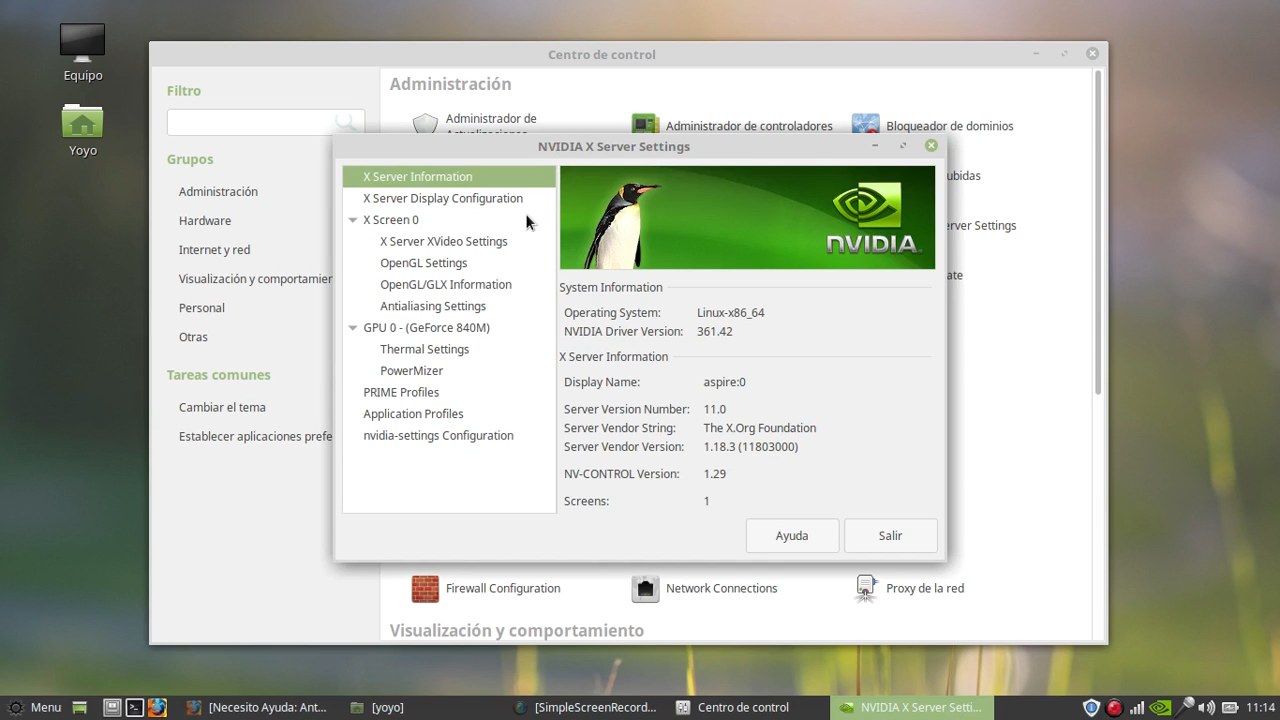 Equipo
Yoyo
Centro de control
Filtro
Grupos
Administración
Hardware
Internet y red
Visualización y comportamier
Personal
Otras
Tareas comunes
Cambiar el tema
Establecer aplicaciones prefe
Administración
Administrador de
Administrador de controladores
Bloqueador de dominios
ubidas
erver Settings
ate
Firewall Configuration
Network Connections
Proxy de la red
Visualización y comportamiento
NVIDIA X Server Settings
X Server Information
X Server Display Configuration
X Screen 0
X Server XVideo Settings
OpenGL Settings
OpenGL/GLX Information
Antialiasing Settings
GPU 0 - (GeForce 840M)
Thermal Settings
PowerMizer
PRIME Profiles
Application Profiles
nvidia-settings Configuration
NVIDIA.
System Information
Operating System: Linux-x86_64
NVIDIA Driver Version: 361.42
X Server Information
Display Name: aspire:0
Server Version Number: 11.0
Server Vendor String: The X.Org Foundation
Server Vendor Version: 1.18.3 (11803000)
NV-CONTROL Version: 1.29
Screens: 1
Ayuda
Salir
Menu
[Necesito Ayuda: Ant...
[yoyo]
[SimpleScreenRecord...
Centro de control
NVIDIA X Server Setti...
11:14